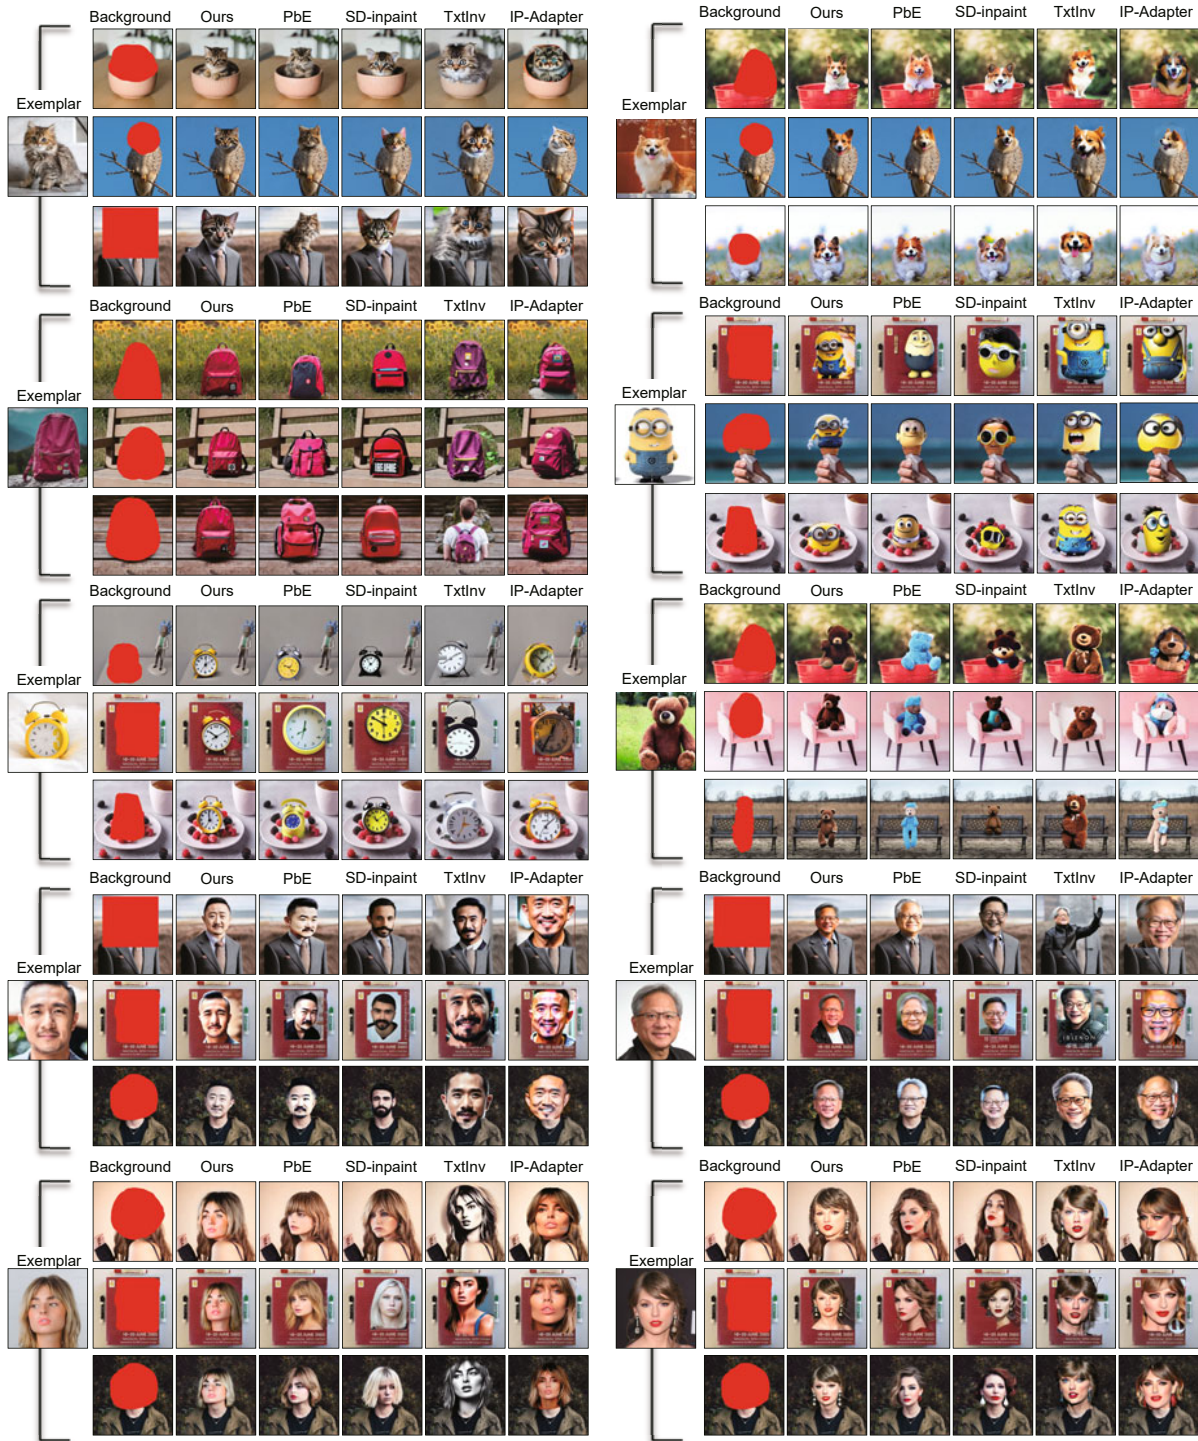 Background Ours PbE SD-inpaint TxtInv IP-Adapter
Exemplar
Background Ours PbE SD-inpaint TxtInv IP-Adapter
Exemplar
Background Ours PbE SD-inpaint TxtInv IP-Adapter
Exemplar
Background Ours PbE SD-inpaint TxtInv IP-Adapter
Exemplar
Background Ours PbE SD-inpaint TxtInv IP-Adapter
Exemplar
Background Ours PbE SD-inpaint TxtInv IP-Adapter
Exemplar
Background Ours PbE SD-inpaint TxtInv IP-Adapter
Exemplar
Background Ours PbE SD-inpaint TxtInv IP-Adapter
Exemplar
Background Ours PbE SD-inpaint TxtInv IP-Adapter
Exemplar
Background Ours PbE SD-inpaint TxtInv IP-Adapter
Exemplar